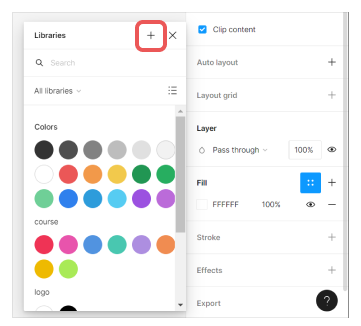 Libraries
Search
All libraries
Colors
course
logo
Clip content
Auto layout
Layout grid
Layer
Pass through 100%
Fill
FFFFFF 100%
Stroke
Effects
Export
?